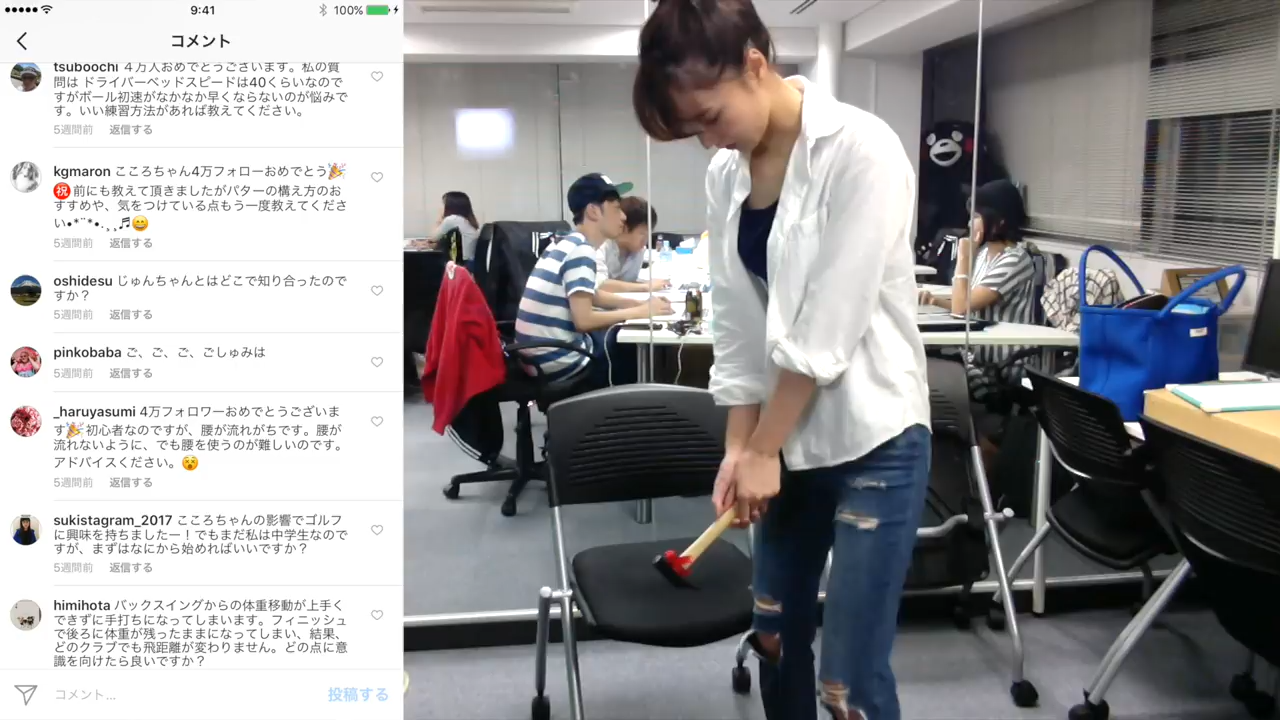 9:41
100%
コメント
tsuboochi 4万人おめでとうございます。私の質
問は ドライバーベッドスピードは40くらいなので
すがボール初速がなかなか早くならないのが悩みで
す。いい練習方法があれば教えてください。
5週間前 返信する
kgmaron こころちゃん4万フォローおめでとう🎉
㊗️前にも教えて頂きましたがパターの構え方のお
すすめや、気をつけている点もう一度教えてくださ
い•*¨*•.¸¸♬😀
5週間前 返信する
oshidesu じゅんちゃんとはどこで知り合ったので
すか？
5週間前 返信する
pinkobaba ご、ご、ご、ごしゅみは
5週間前 返信する
_haruyasumi 4万フォロワーおめでとうございま
す🎉初心者なのですが、腰が流れがちです。腰が
流れないように、でも腰を使うのが難しいのです。
アドバイスください。😵
5週間前 返信する
sukistagram_2017 こころちゃんの影響でゴルフ
に興味を持ちましたー！でもまだ私は中学生なので
すが、まずはなにから始めればいいですか？
5週間前 返信する
himihota バックスイングからの体重移動が上手く
できずに手打ちになってしまいます。フィニッシュ
で後ろに体重が残ったままになってしまい、結果、
どのクラブでも飛距離が変わりません。どの点に意
識を向けたら良いですか？
コメント...
投稿する